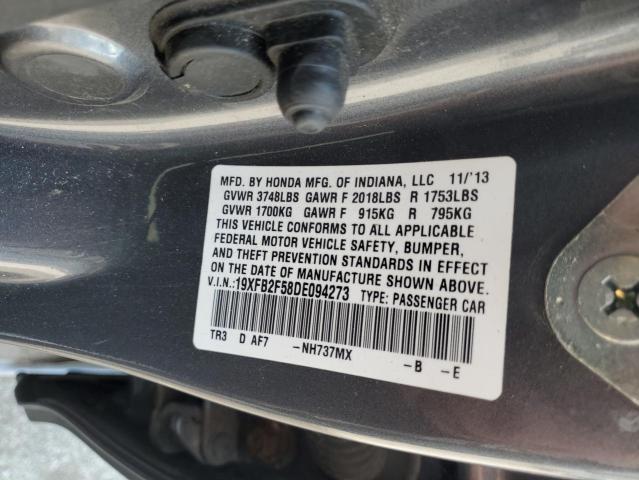 MFD. BY HONDA MFG. OF INDIANA, LLC 11/'13
GVWR 3748LBS GAWR F 2018LBS R 1753LBS
GVWR 1700KG GAWR F 915KG R 795KG
THIS VEHICLE CONFORMS TO ALL APPLICABLE
FEDERAL MOTOR VEHICLE SAFETY, BUMPER,
AND THEFT PREVENTION STANDARDS IN EFFECT
ON THE DATE OF MANUFACTURE SHOWN ABOVE.
V.I.N.: 19XFB2F58DE094273 TYPE: PASSENGER CAR
TR3 D AF7 -NH737MX -B -E